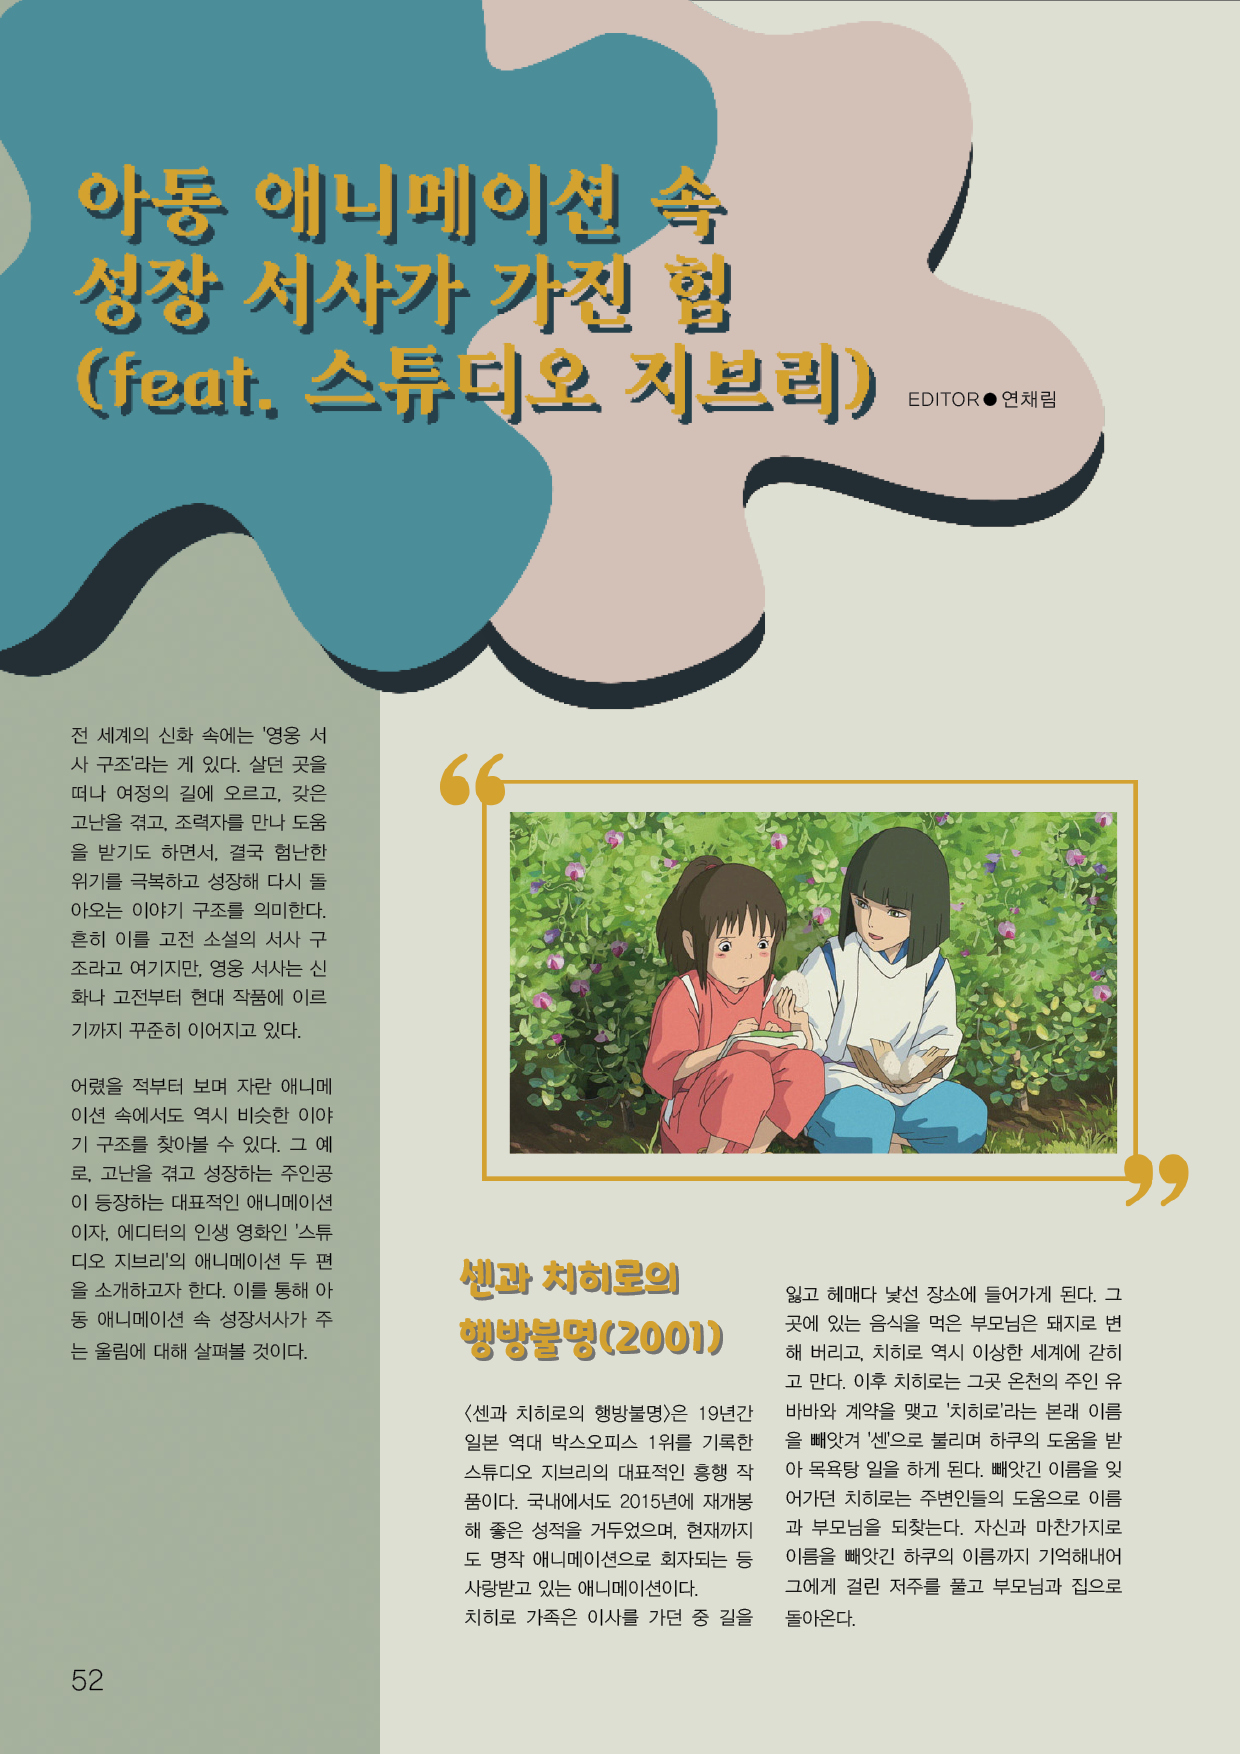 아동 애니메이션 속
성장 서사가 가진 힘
(feat. 스튜디오 지브리)
EDITOR●연채림
전 세계의 신화 속에는 '영웅 서
사 구조'라는 게 있다. 살던 곳을
떠나 여정의 길에 오르고, 갖은
고난을 겪고, 조력자를 만나 도움
을 받기도 하면서, 결국 험난한
위기를 극복하고 성장해 다시 돌
아오는 이야기 구조를 의미한다.
흔히 이를 고전 소설의 서사 구
조라고 여기지만, 영웅 서사는 신
화나 고전부터 현대 작품에 이르
기까지 꾸준히 이어지고 있다.
어렸을 적부터 보며 자란 애니메
이션 속에서도 역시 비슷한 이야
기 구조를 찾아볼 수 있다. 그 예
로, 고난을 겪고 성장하는 주인공
이 등장하는 대표적인 애니메이션
이자, 에디터의 인생 영화인 '스튜
디오 지브리'의 애니메이션 두 편
을 소개하고자 한다. 이를 통해 아
동 애니메이션 속 성장서사가 주
는 울림에 대해 살펴볼 것이다.
“
”
센과 치히로의
행방불명(2001)
〈센과 치히로의 행방불명〉은 19년간
일본 역대 박스오피스 1위를 기록한
스튜디오 지브리의 대표적인 흥행 작
품이다. 국내에서도 2015년에 재개봉
해 좋은 성적을 거두었으며, 현재까지
도 명작 애니메이션으로 회자되는 등
사랑받고 있는 애니메이션이다.
치히로 가족은 이사를 가던 중 길을
잃고 헤매다 낯선 장소에 들어가게 된다. 그
곳에 있는 음식을 먹은 부모님은 돼지로 변
해 버리고, 치히로 역시 이상한 세계에 갇히
고 만다. 이후 치히로는 그곳 온천의 주인 유
바바와 계약을 맺고 '치히로'라는 본래 이름
을 빼앗겨 '센'으로 불리며 하쿠의 도움을 받
아 목욕탕 일을 하게 된다. 빼앗긴 이름을 잊
어가던 치히로는 주변인들의 도움으로 이름
과 부모님을 되찾는다. 자신과 마찬가지로
이름을 빼앗긴 하쿠의 이름까지 기억해내어
그에게 걸린 저주를 풀고 부모님과 집으로
돌아온다.
52